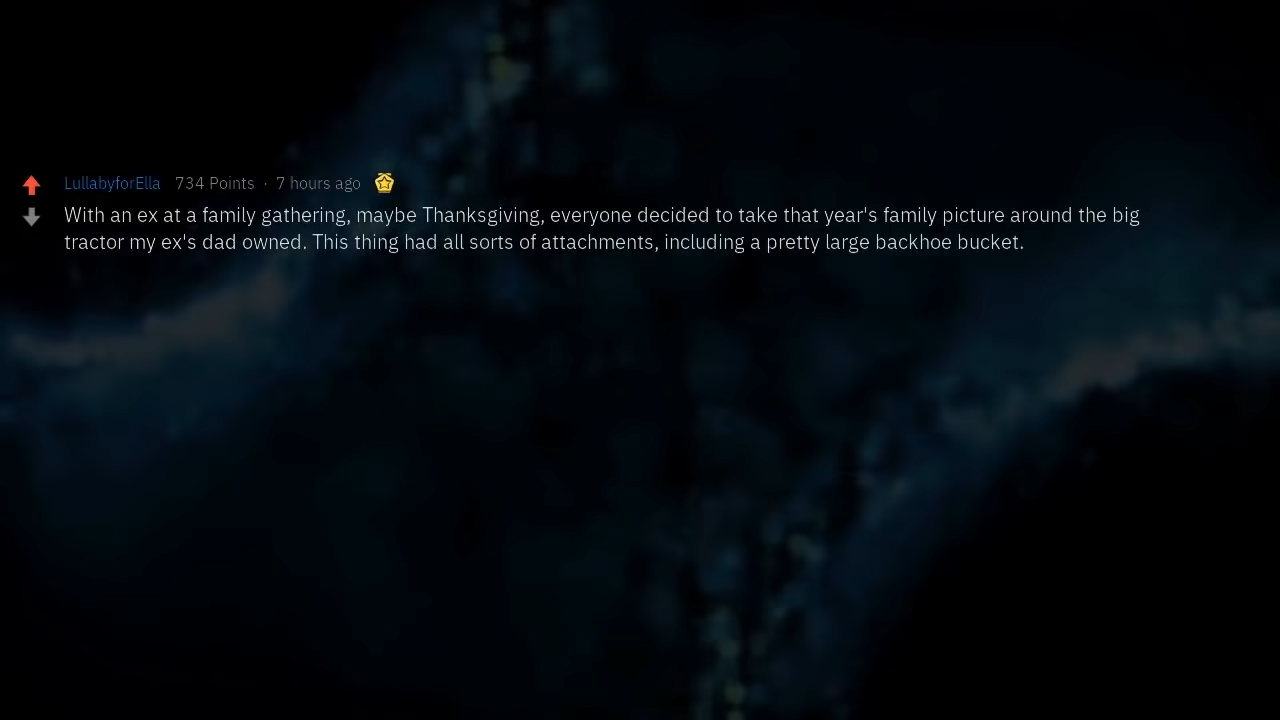 LullabyforElla 734 Points · 7 hours ago
With an ex at a family gathering, maybe Thanksgiving, everyone decided to take that year's family picture around the big
tractor my ex's dad owned. This thing had all sorts of attachments, including a pretty large backhoe bucket.